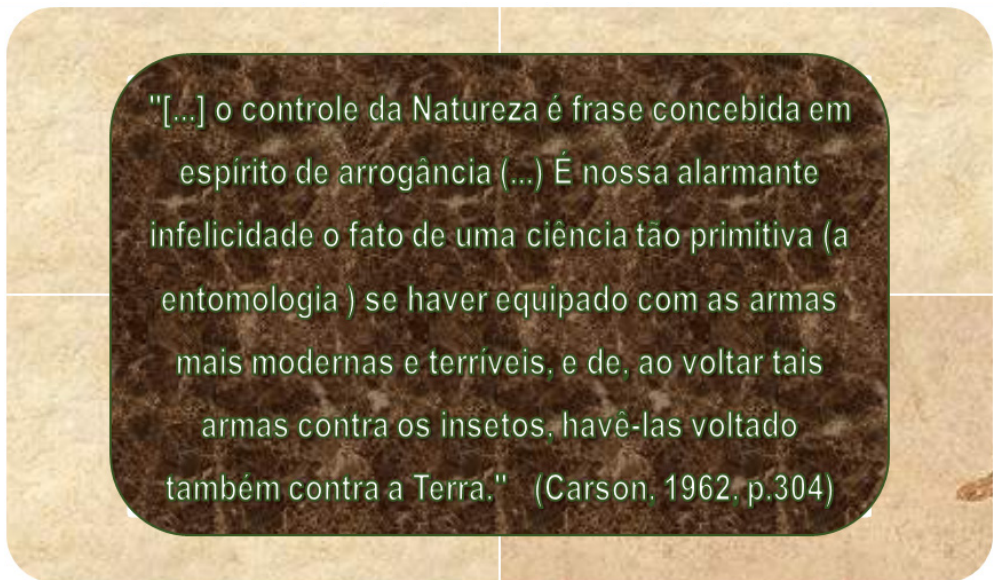 "[...] o controle da Natureza é frase concebida em
espírito de arrogância (...) É nossa alarmante
infelicidade o fato de uma ciência tão primitiva (a
entomologia ) se haver equipado com as armas
mais modernas e terríveis, e de, ao voltar tais
armas contra os insetos, havê-las voltado
também contra a Terra." (Carson, 1962, p.304)